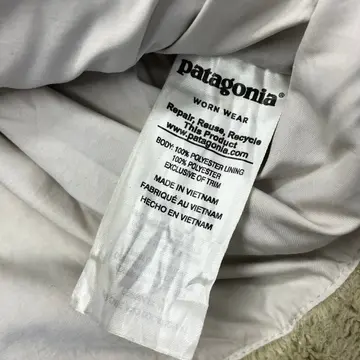 patagonia®
WORN WEAR
Repair, Reuse, Recycle
This Product
www.patagonia.com
BODY: 100% POLYESTER LINING
100% POLYESTER
EXCLUSIVE OF TRIM
MADE IN VIETNAM
FABRIQUÉ AU VIETNAM
HECHO EN VIETNAM